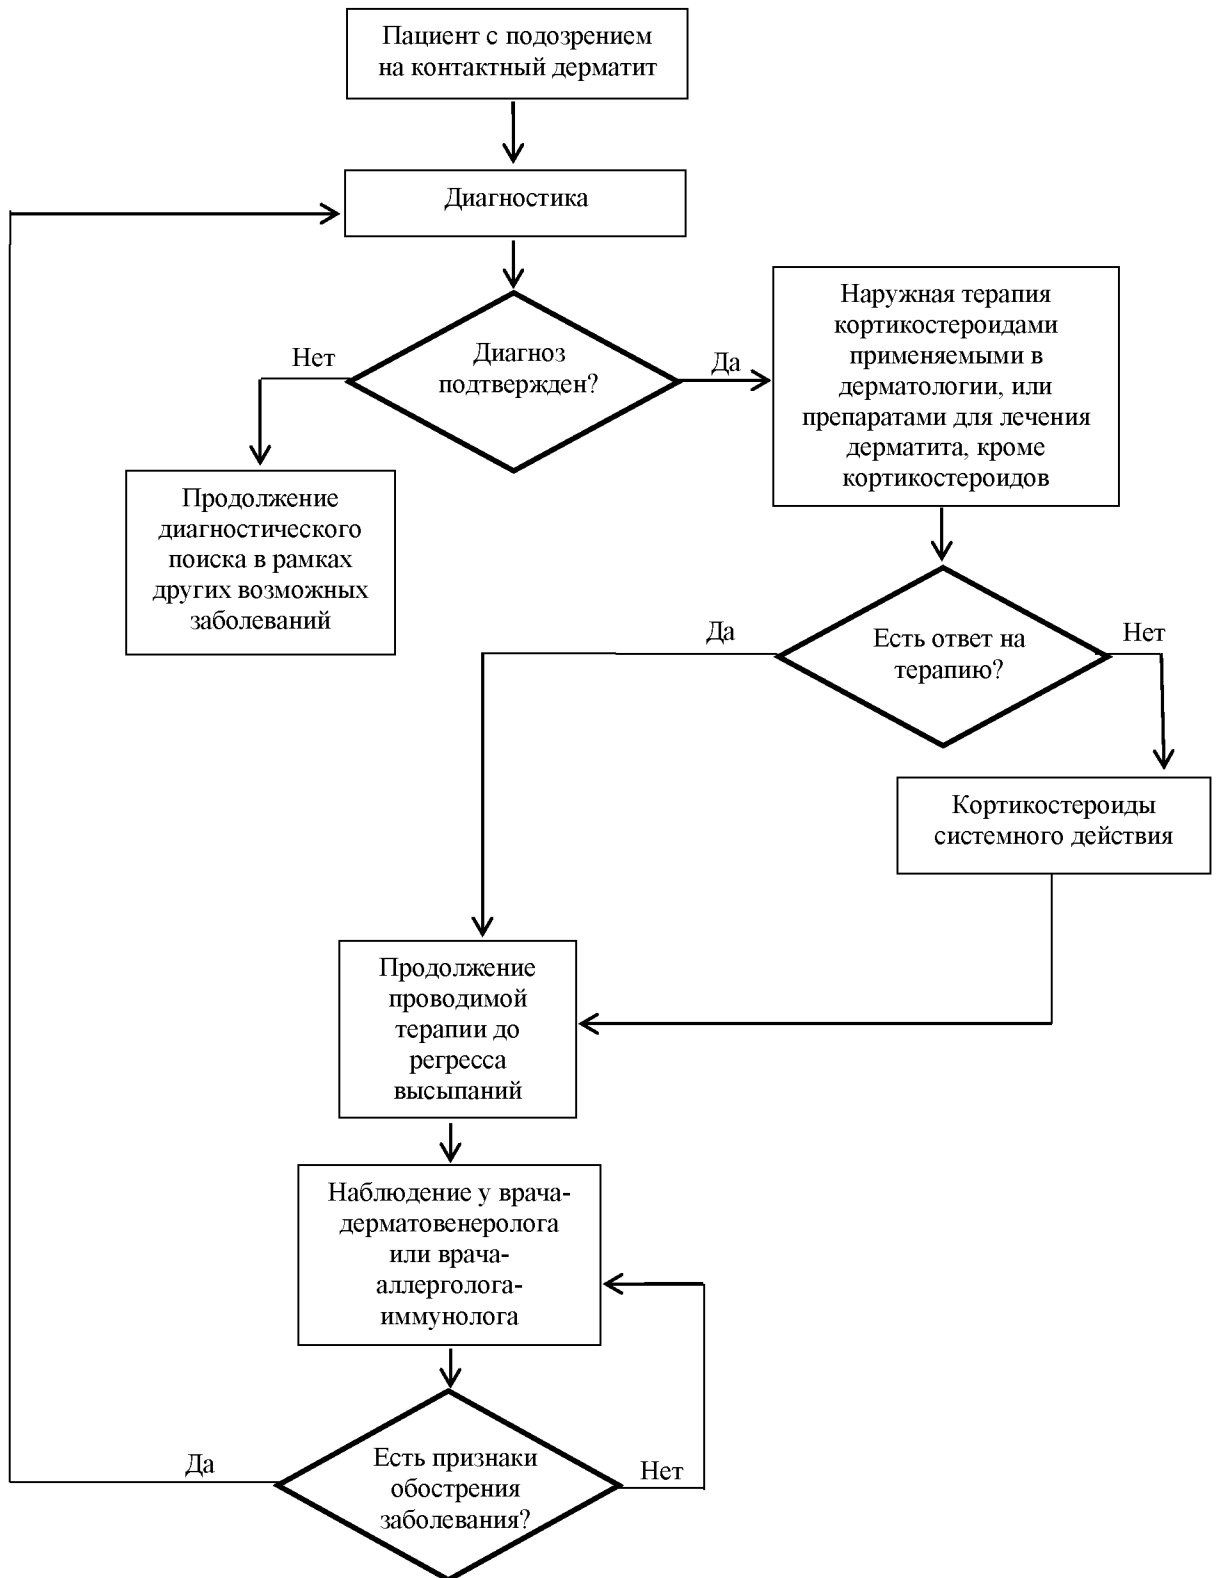 Пациент с подозрением
на контактный дерматит
Диагностика
Диагноз
подтвержден?
Нет
Да
Наружная терапия
кортикостероидами
применяемыми в
дерматологии, или
препаратами для лечения
дерматита, кроме
кортикостероидов
Продолжение
диагностического
поиска в рамках
других возможных
заболеваний
Есть ответ на
терапию?
Да
Нет
Кортикостероиды
системного действия
Продолжение
проводимой
терапии до
регресса
высыпаний
Наблюдение у врача-
дерматовенеролога
или врача-
аллерголога-
иммунолога
Есть признаки
обострения
заболевания?
Да
Нет